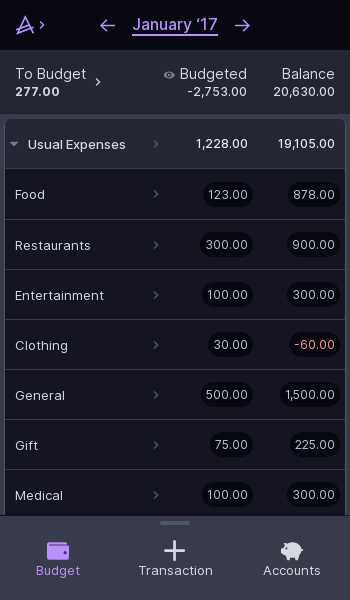 January ‘17
To Budget Budgeted Balance
277.00 -2,753.00 20,630.00
Usual Expenses 1,228.00 19,105.00
Food 123.00 878.00
Restaurants 300.00 900.00
Entertainment 100.00 300.00
Clothing 30.00 -60.00
General 500.00 1,500.00
Gift 75.00 225.00
Medical 100.00 300.00
Budget Transaction Accounts